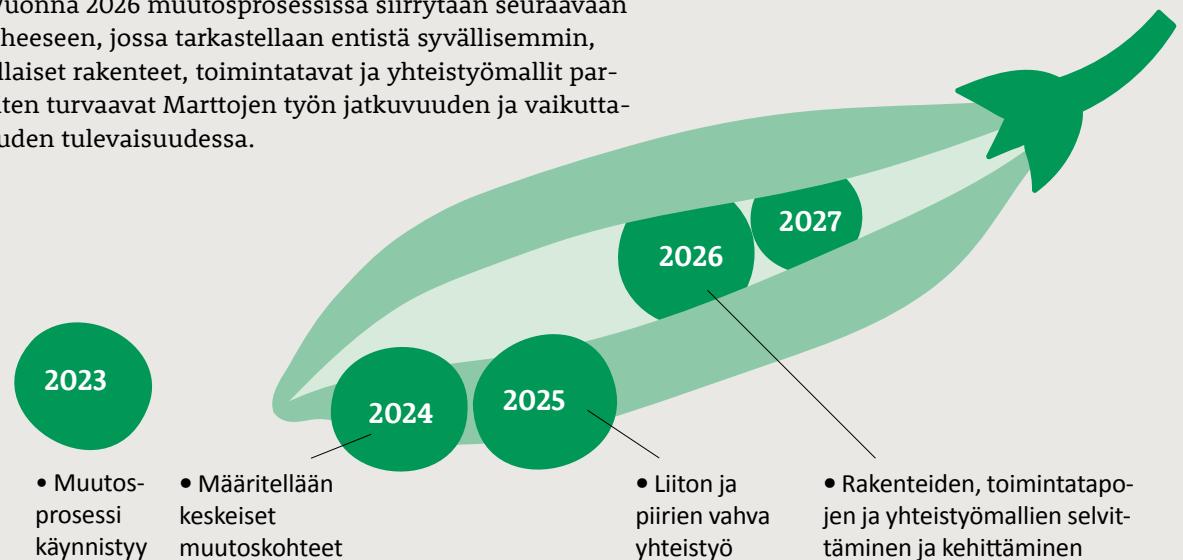 Vuonna 2026 muutosprosessissa siirrytään seuraavaan
heeseen, jossa tarkastellaan entistä syvällisemmin,
llaiset rakenteet, toimintatavat ja yhteistyömallit par-
ten turvaavat Marttojen työn jatkuvuuden ja vaikutta-
uden tulevaisuudessa.
2027
2026
2023
2024
2025
• Muutos-
prosessi
käynnistyy
• Määritellään
keskeiset
muutoskohteet
• Liiton ja
piirien vahva
yhteistyö
• Rakenteiden, toimintatapo-
jen ja yhteistyömallien selvit-
täminen ja kehittäminen